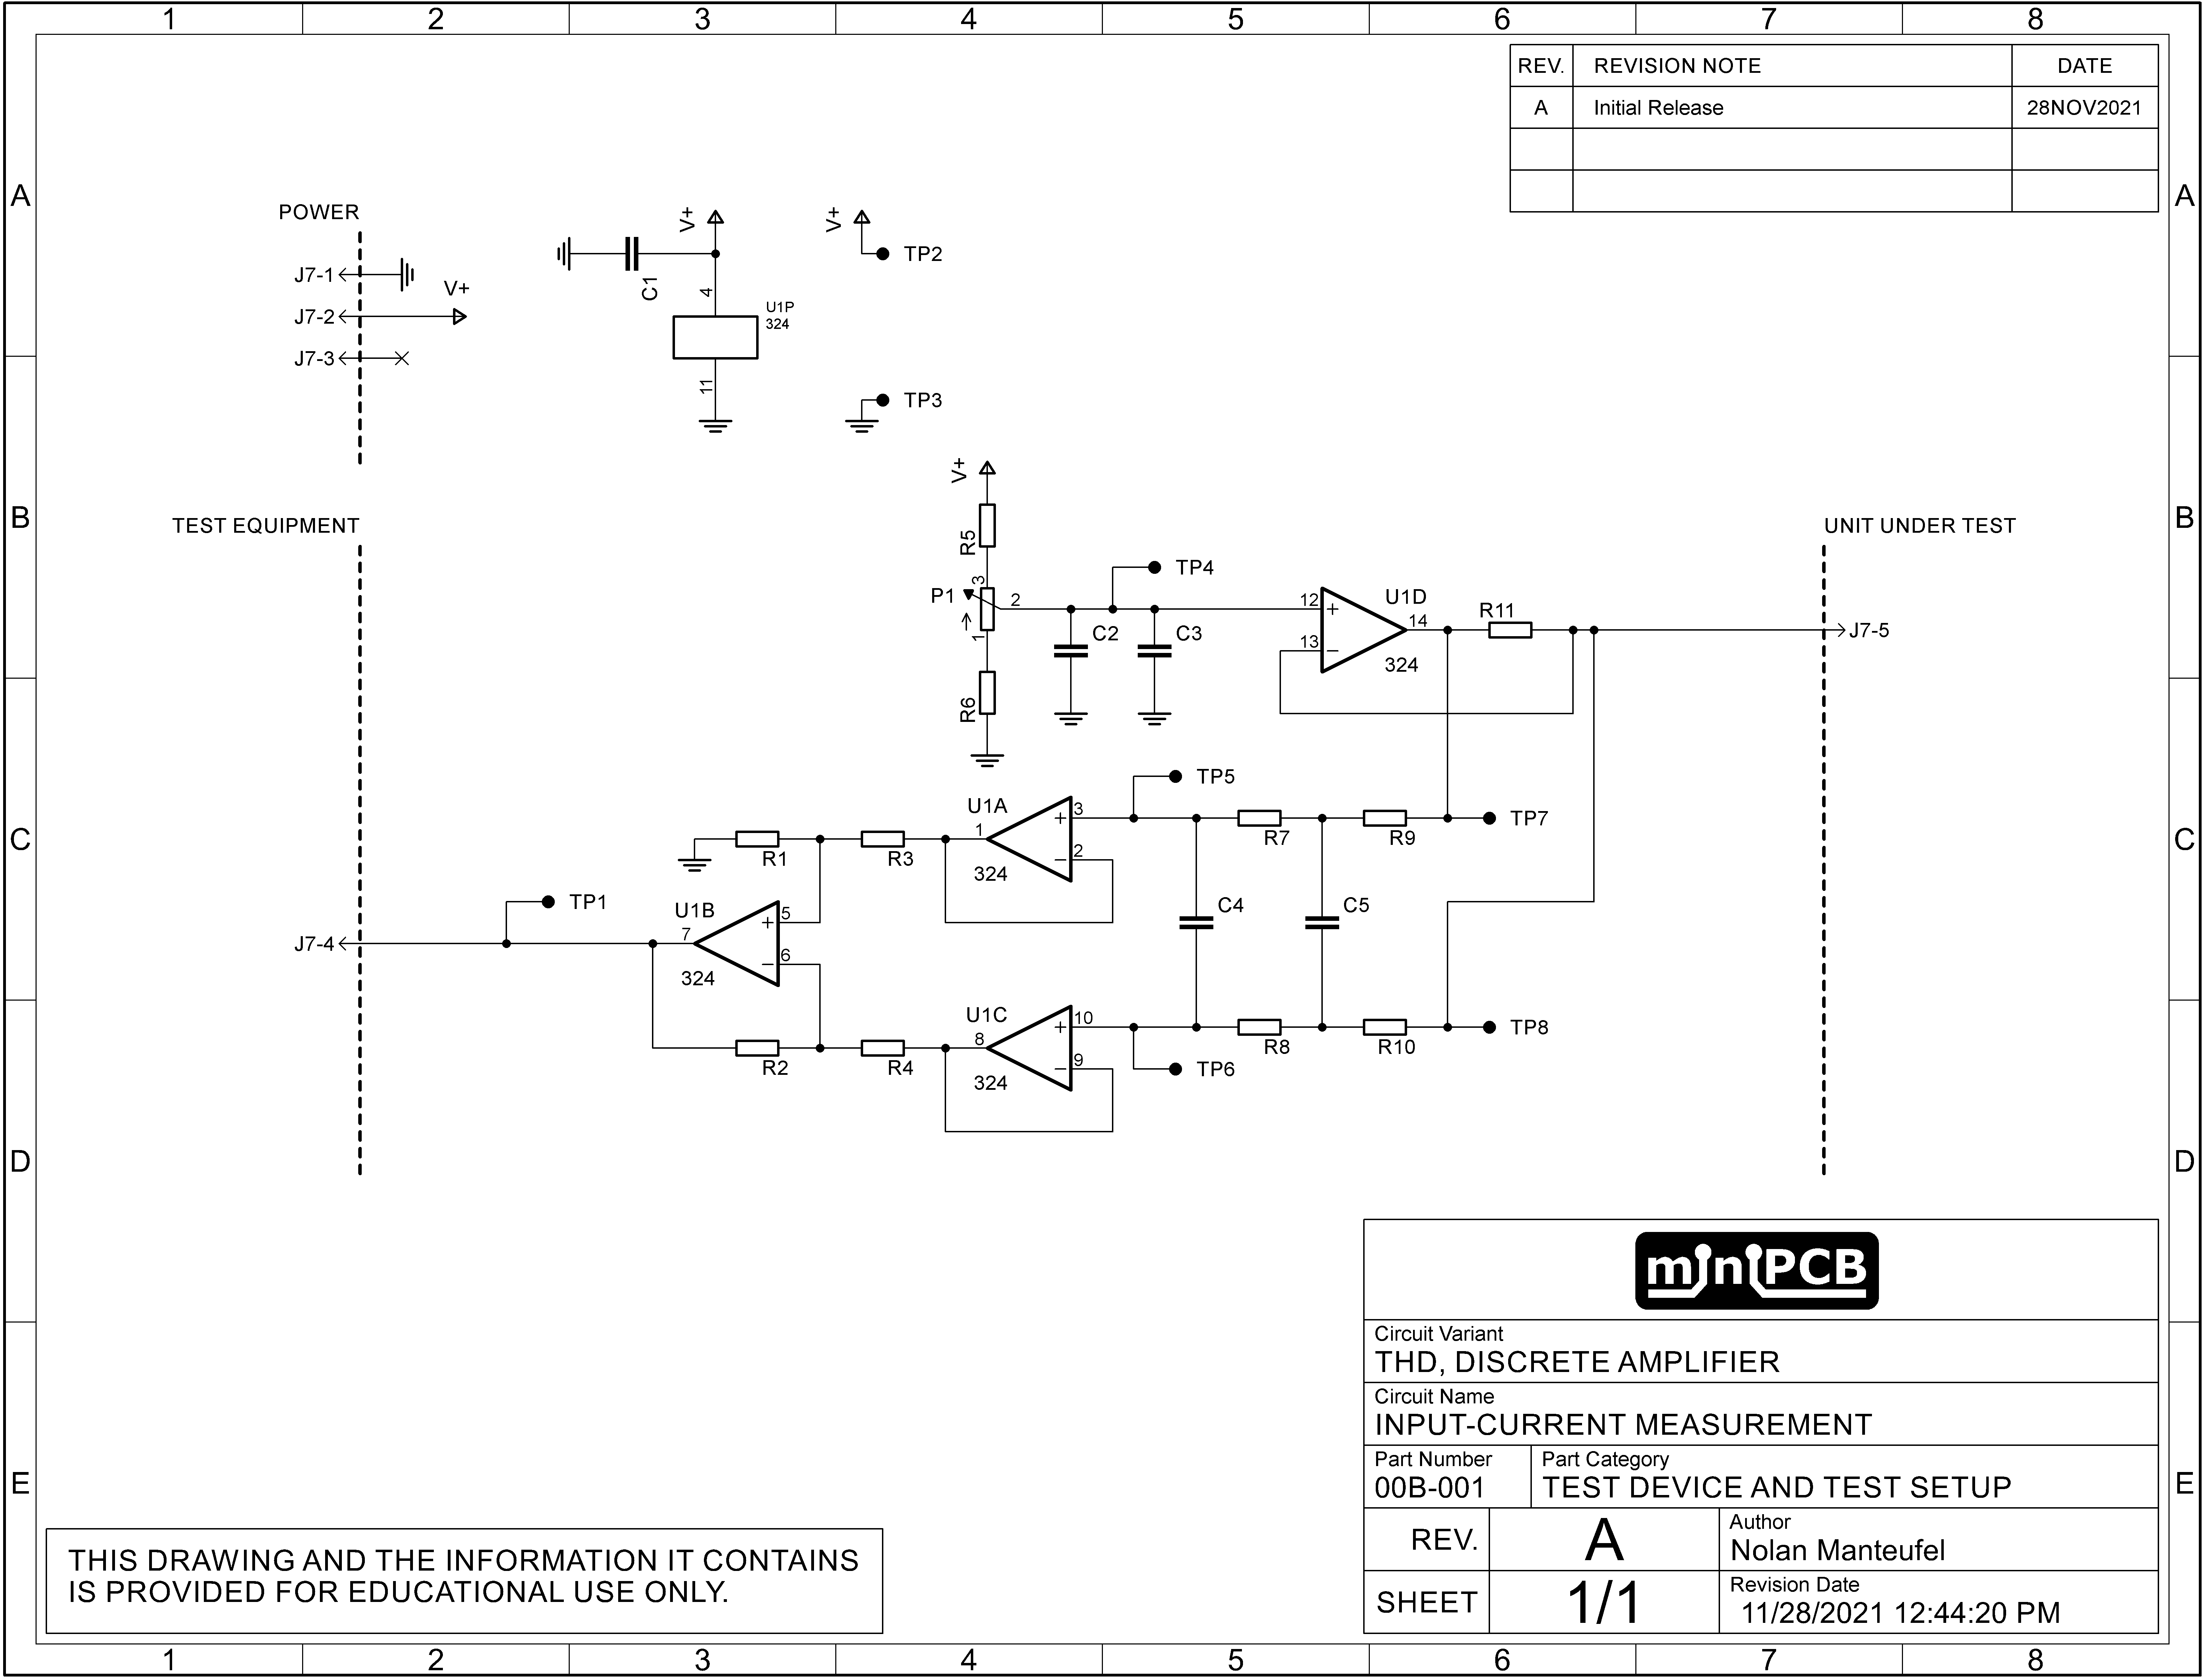 1 2 3 4 5 6 7 8
REV. REVISION NOTE DATE
A Initial Release 28NOV2021
A A
POWER
J7-1
V+
J7-2
J7-3
V+
C1
4
U1P
324
11
V+
TP2
TP3
B B
TEST EQUIPMENT
UNIT UNDER TEST
V+
R5
3
P1
2
1
R6
TP4
C2
C3
12
+
13
−
U1D
14
324
R11
J7-5
C C
TP5
U1A
3
+
1
2
−
324
R7
R9
TP7
R1
R3
C4
C5
TP1
J7-4
U1B
5
+
7
6
−
324
U1C
10
+
8
9
−
324
R8
R10
TP8
TP6
R2
R4
D D
miniPCB
Circuit Variant
THD, DISCRETE AMPLIFIER
Circuit Name
INPUT-CURRENT MEASUREMENT
Part Number Part Category
00B-001 TEST DEVICE AND TEST SETUP
E E
REV. A Author
Nolan Manteufel
SHEET 1/1 Revision Date
11/28/2021 12:44:20 PM
THIS DRAWING AND THE INFORMATION IT CONTAINS
IS PROVIDED FOR EDUCATIONAL USE ONLY.
1 2 3 4 5 6 7 8